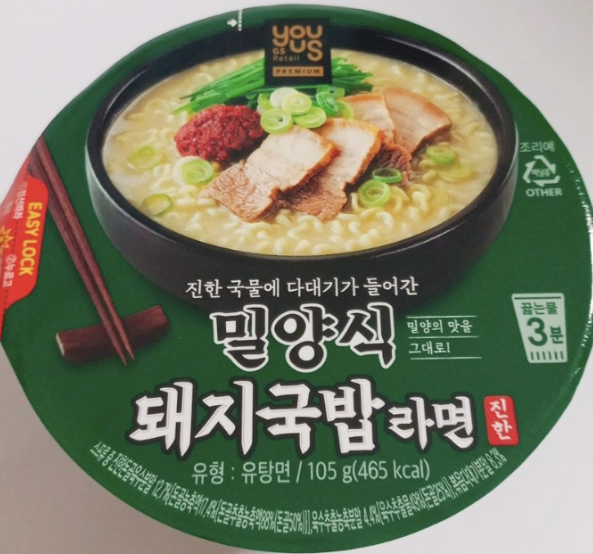 you
us
GS
Retail
PREMIUM
조리예
OTHER
EASY LOCK
진한 국물에 다대기가 들어간
밀양식
밀양의 맛을
그대로!
끓는물
3분
돼지국밥라면
진한
유형 : 유탕면 / 105 g(465 kcal)